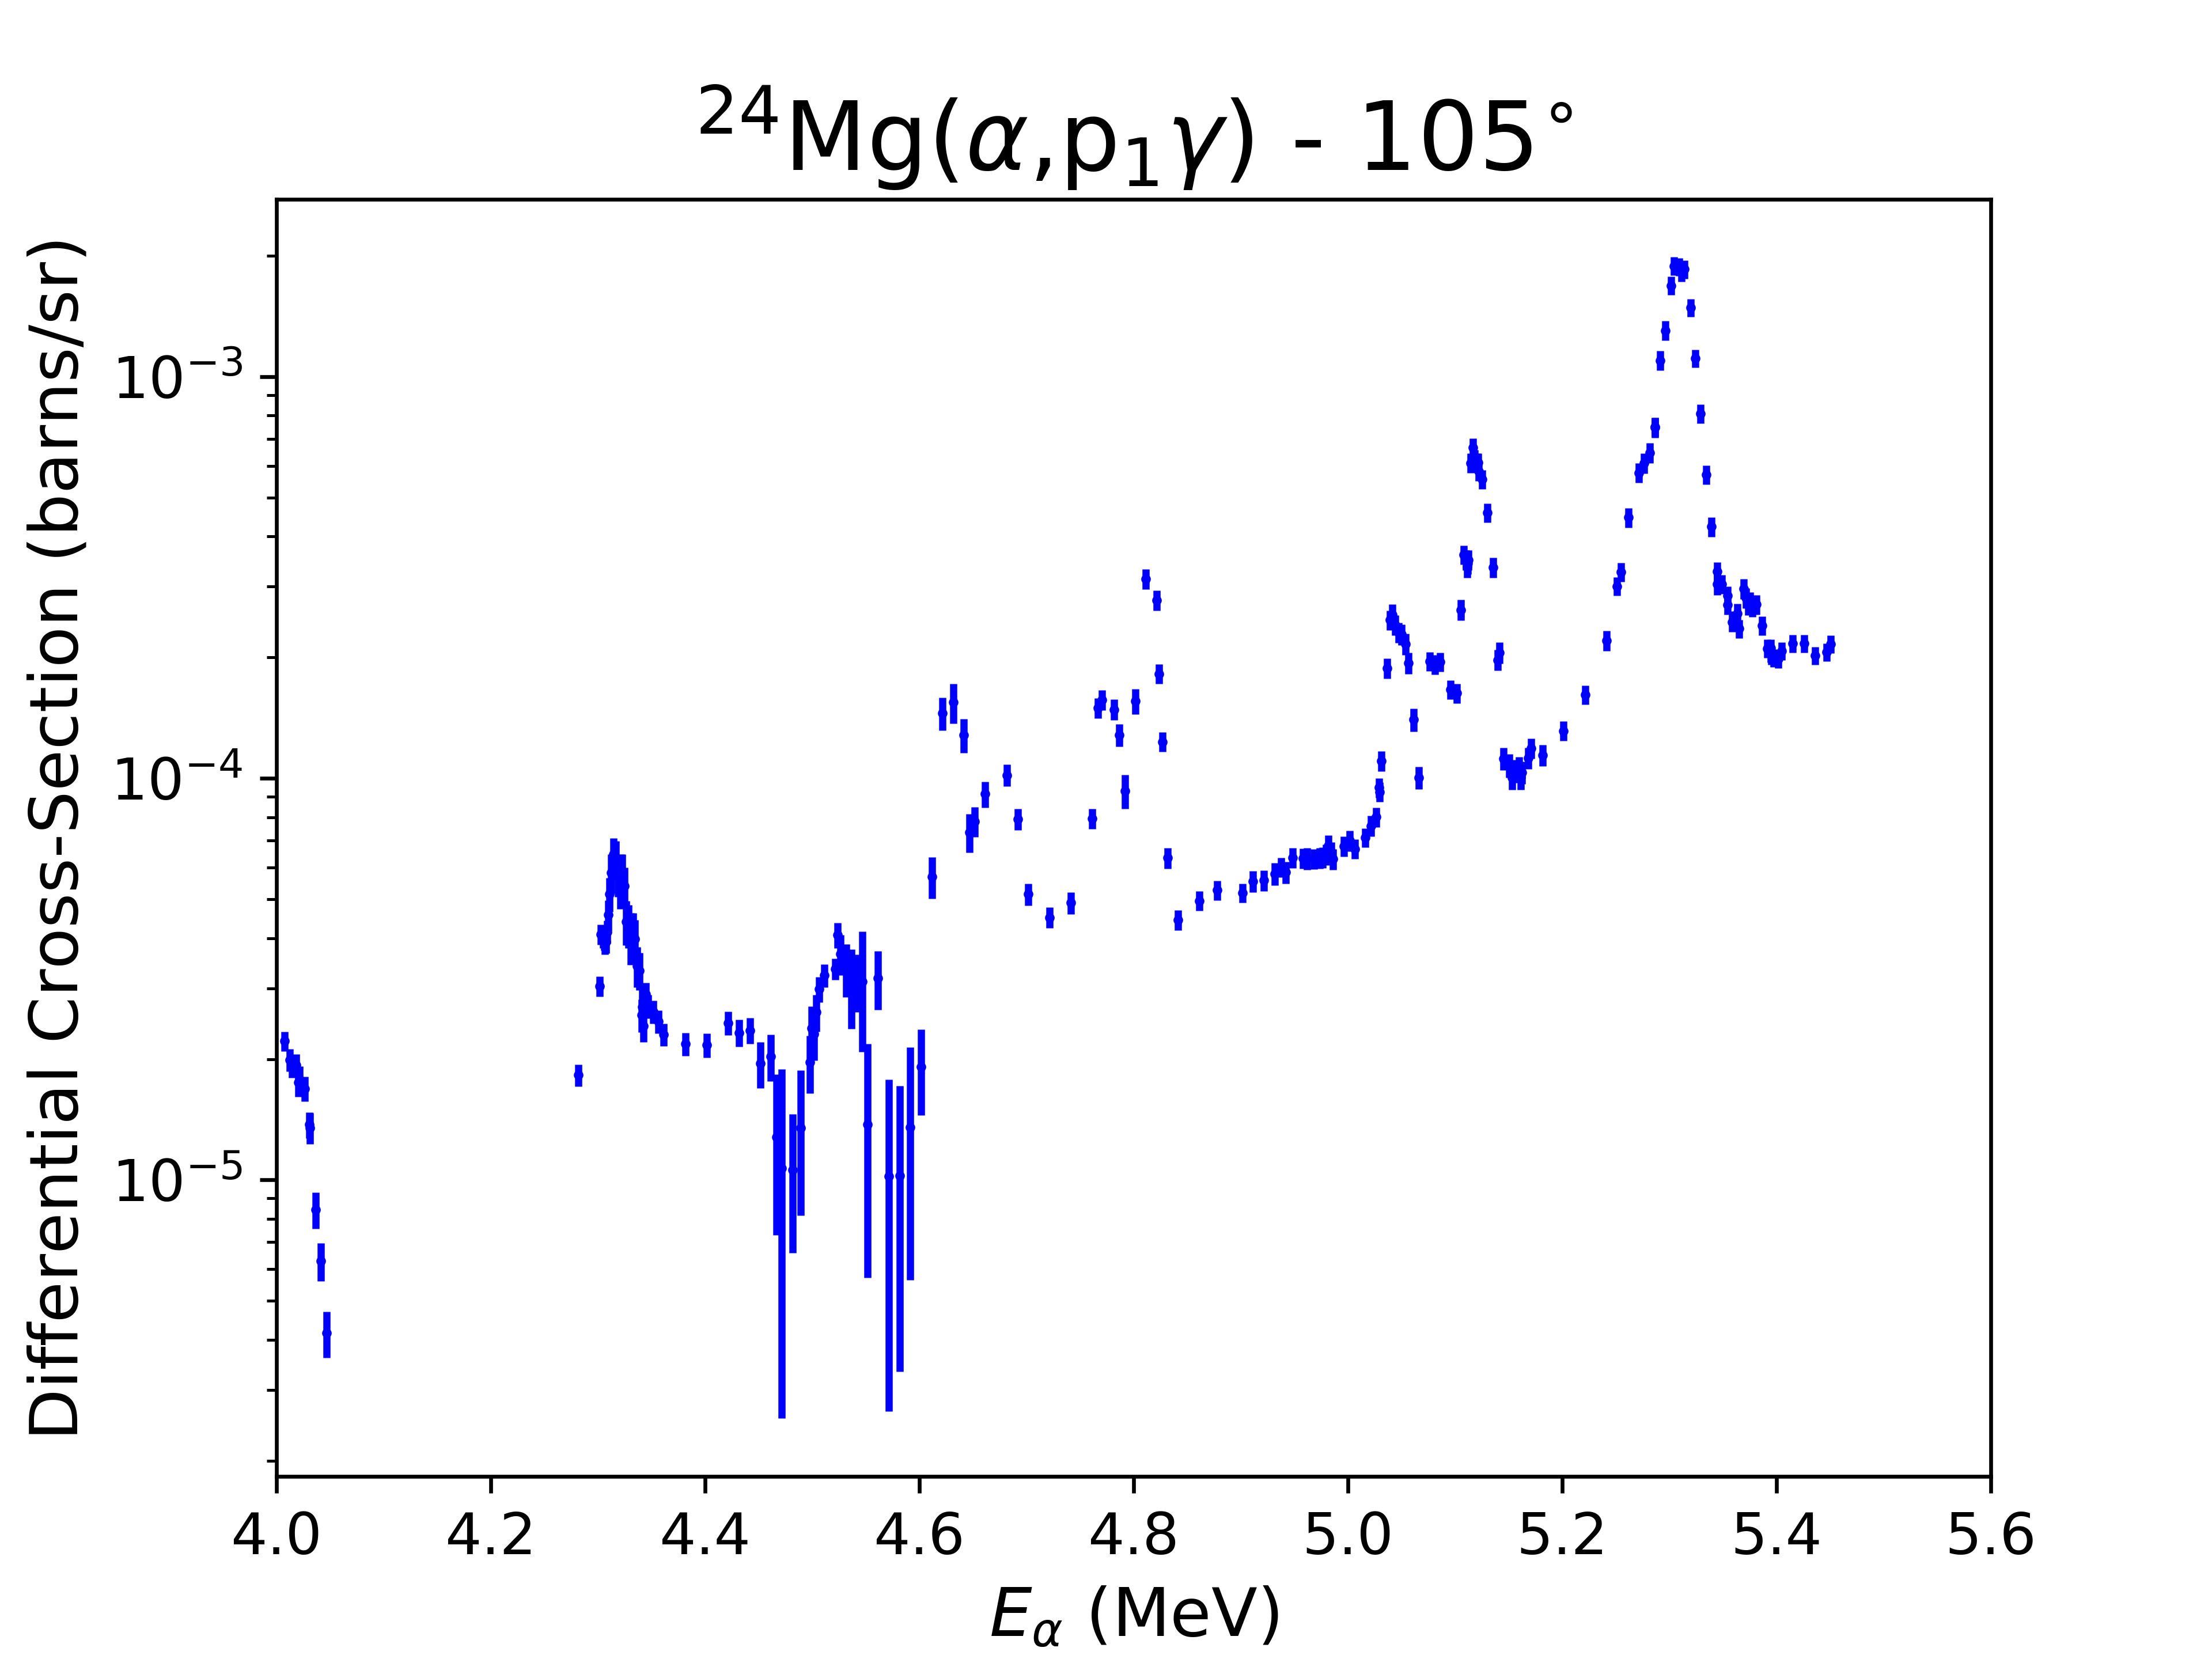 ²⁴Mg(α,p₁γ) - 105°
Differential Cross-Section (barns/sr)
10⁻³
10⁻⁴
10⁻⁵
4.0 4.2 4.4 4.6 4.8 5.0 5.2 5.4 5.6
E_α (MeV)